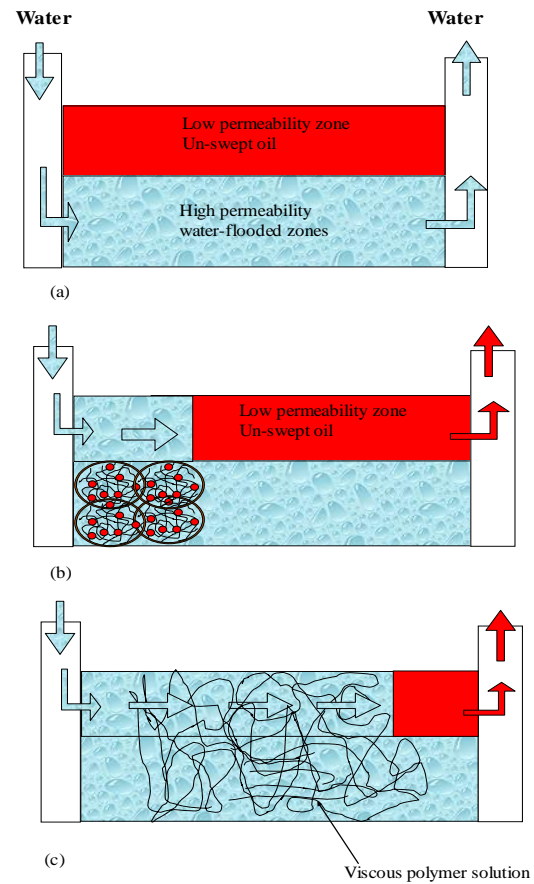 Water
Water
Low permeability zone
Un-swept oil
High permeability
water-flooded zones
(a)
Low permeability zone
Un-swept oil
(b)
(c)
Viscous polymer solution